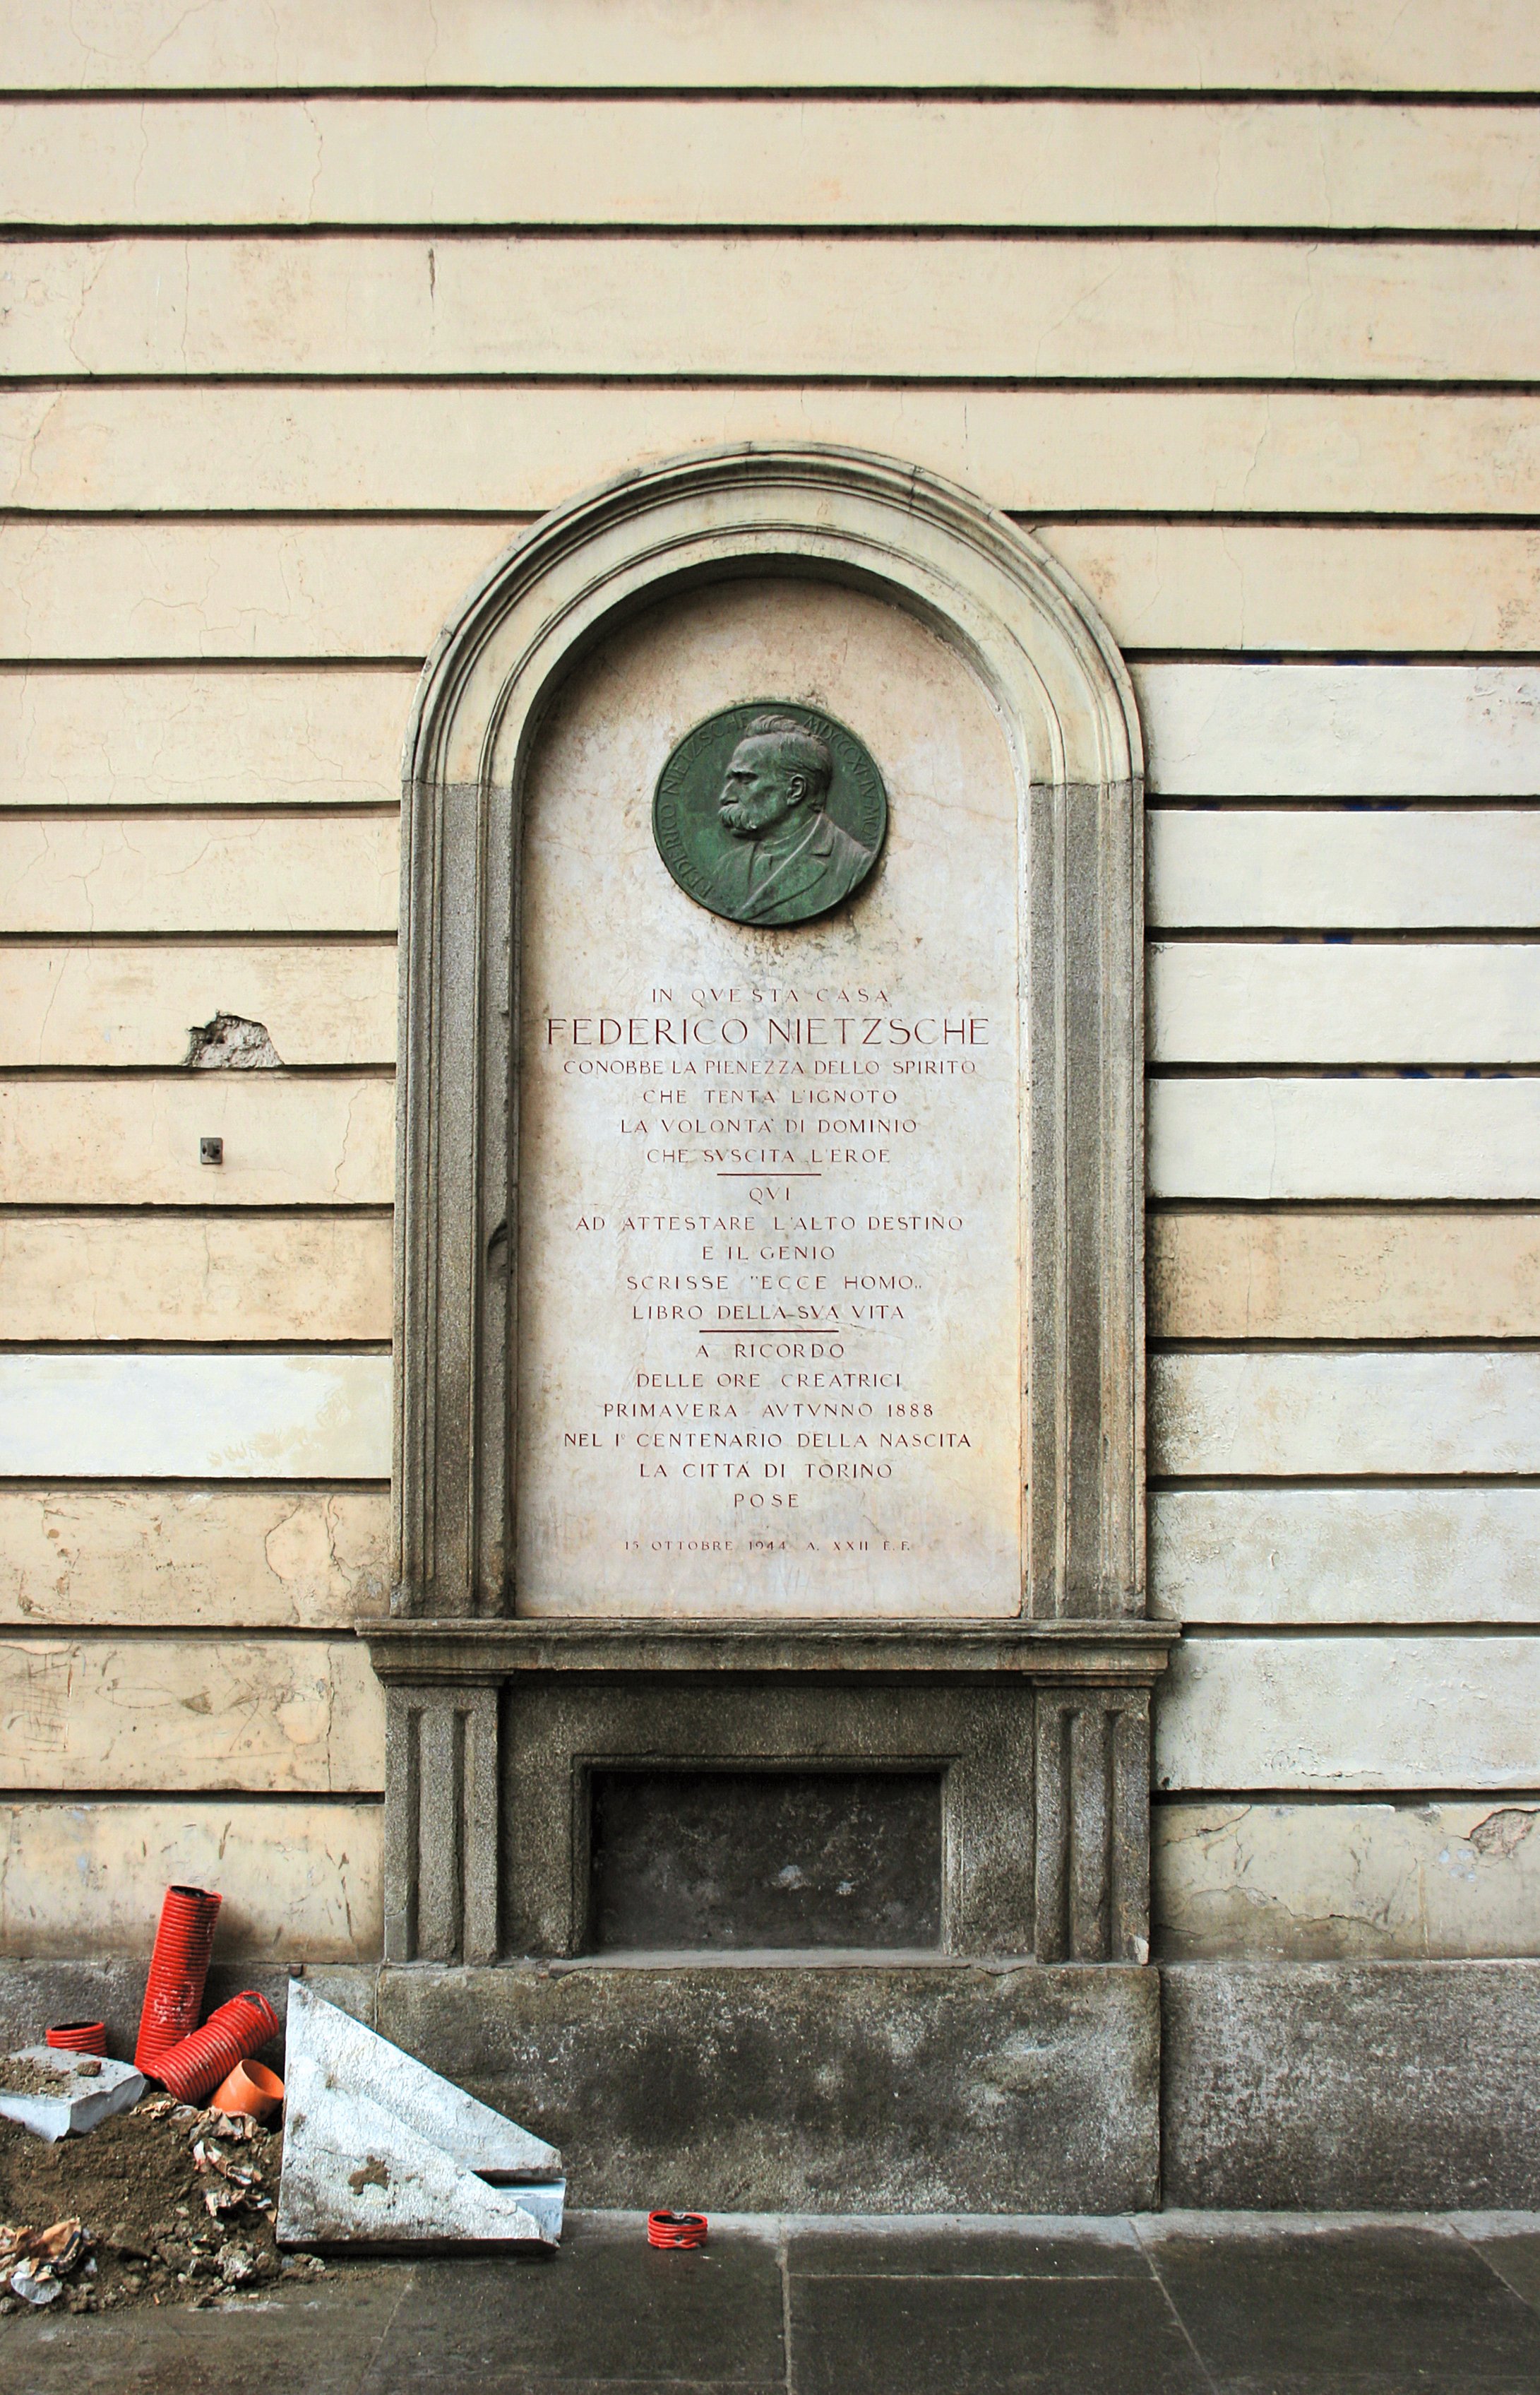 FEDERICO NIETZSCHE MDCCCXLIV-MCM
IN QVESTA CASA
FEDERICO NIETZSCHE
CONOBBE LA PIENEZZA DELLO SPIRITO
CHE TENTA L'IGNOTO
LA VOLONTA' DI DOMINIO
CHE SVSCITA L'EROE
QVI
AD ATTESTARE L'ALTO DESTINO
E IL GENIO
SCRISSE "ECCE HOMO„
LIBRO DELLA SVA VITA
A RICORDO
DELLE ORE CREATRICI
PRIMAVERA AVTVNNO 1888
NEL I° CENTENARIO DELLA NASCITA
LA CITTÀ DI TORINO
POSE
15 OTTOBRE 1944 A. XXII E.F.